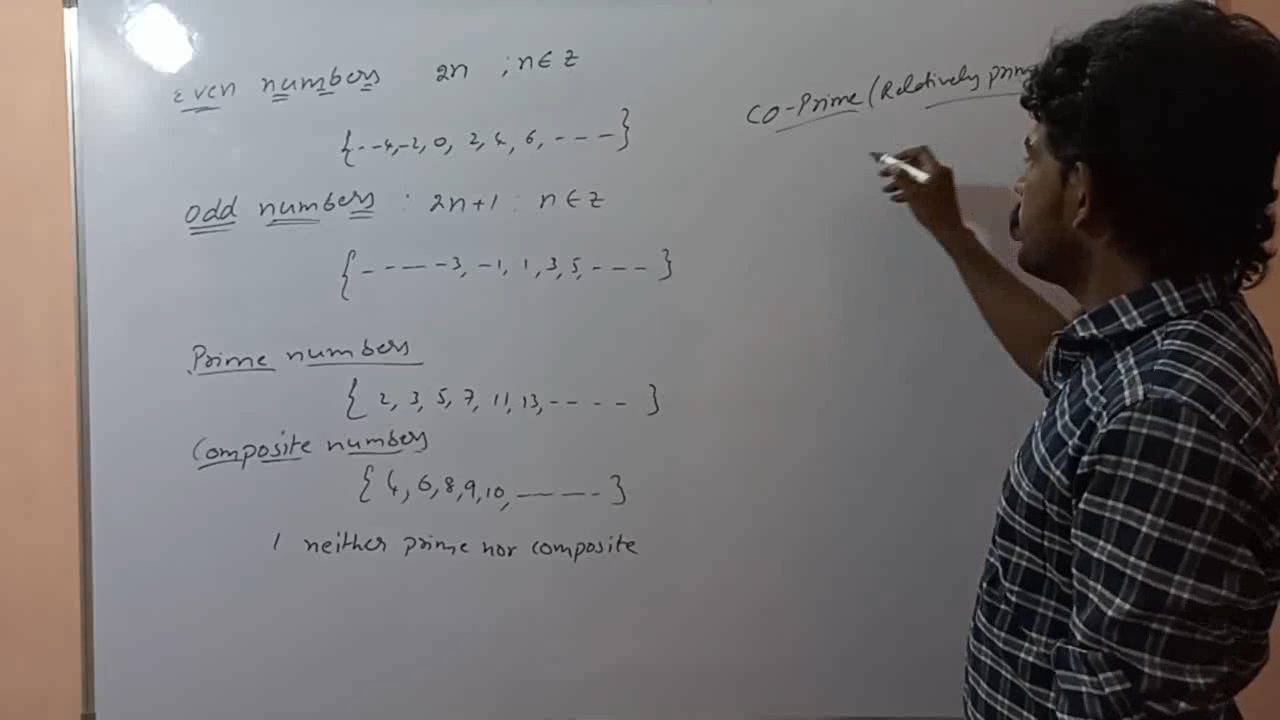 Even numbers 2n ; n ∈ Z
{ - -4, -2, 0, 2, 4, 6, - - - }
Odd numbers : 2n+1 : n ∈ Z
{ - - - - -3, -1, 1, 3, 5, - - - }
Prime numbers
{ 2, 3, 5, 7, 11, 13, - - - - }
Composite numbers
{ 4, 6, 8, 9, 10, - - - - }
1 neither prime nor composite
CO-Prime (Relatively prim